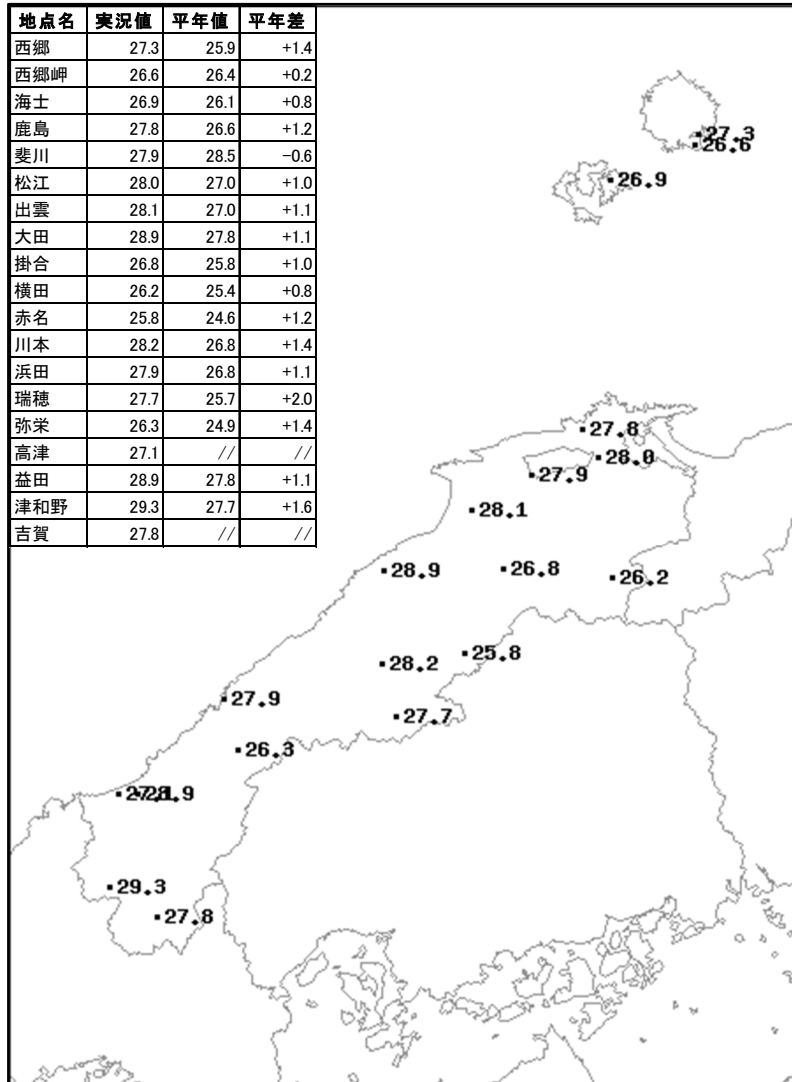 地点名 実況値 平年値 平年差
西郷 27.3 25.9 +1.4
西郷岬 26.6 26.4 +0.2
海士 26.9 26.1 +0.8
鹿島 27.8 26.6 +1.2
斐川 27.9 28.5 −0.6
松江 28.0 27.0 +1.0
出雲 28.1 27.0 +1.1
大田 28.9 27.8 +1.1
掛合 26.8 25.8 +1.0
横田 26.2 25.4 +0.8
赤名 25.8 24.6 +1.2
川本 28.2 26.8 +1.4
浜田 27.9 26.8 +1.1
瑞穂 27.7 25.7 +2.0
弥栄 26.3 24.9 +1.4
高津 27.1 // //
益田 28.9 27.8 +1.1
津和野 29.3 27.7 +1.6
吉賀 27.8 // //
27.3
26.6
26.9
27.8
28.0
27.9
28.1
28.9
26.8
26.2
25.8
28.2
27.9
27.7
26.3
27.1
28.9
29.3
27.8